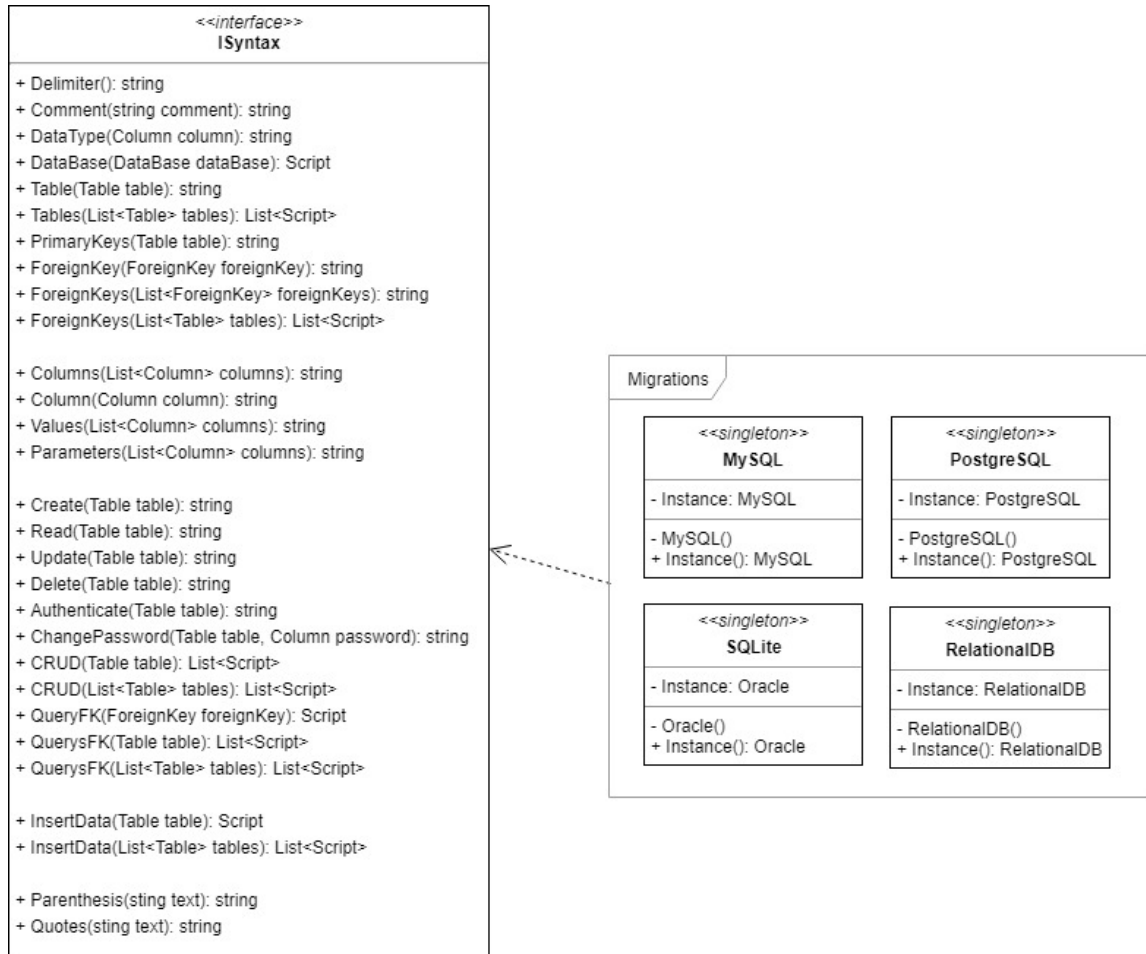 <<interface>>
ISyntax
+ Delimiter(): string
+ Comment(string comment): string
+ DataType(Column column): string
+ DataBase(DataBase dataBase): Script
+ Table(Table table): string
+ Tables(List<Table> tables): List<Script>
+ PrimaryKeys(Table table): string
+ ForeignKey(ForeignKey foreignKey): string
+ ForeignKeys(List<ForeignKey> foreignKeys): string
+ ForeignKeys(List<Table> tables): List<Script>
+ Columns(List<Column> columns): string
+ Column(Column column): string
+ Values(List<Column> columns): string
+ Parameters(List<Column> columns): string
+ Create(Table table): string
+ Read(Table table): string
+ Update(Table table): string
+ Delete(Table table): string
+ Authenticate(Table table): string
+ ChangePassword(Table table, Column password): string
+ CRUD(Table table): List<Script>
+ CRUD(List<Table> tables): List<Script>
+ QueryFK(ForeignKey foreignKey): Script
+ QuerysFK(Table table): List<Script>
+ QuerysFK(List<Table> tables): List<Script>
+ InsertData(Table table): Script
+ InsertData(List<Table> tables): List<Script>
+ Parenthesis(sting text): string
+ Quotes(sting text): string
Migrations
<<singleton>>
MySQL
- Instance: MySQL
- MySQL()
+ Instance(): MySQL
<<singleton>>
PostgreSQL
- Instance: PostgreSQL
- PostgreSQL()
+ Instance(): PostgreSQL
<<singleton>>
SQLite
- Instance: Oracle
- Oracle()
+ Instance(): Oracle
<<singleton>>
RelationalDB
- Instance: RelationalDB
- RelationalDB()
+ Instance(): RelationalDB